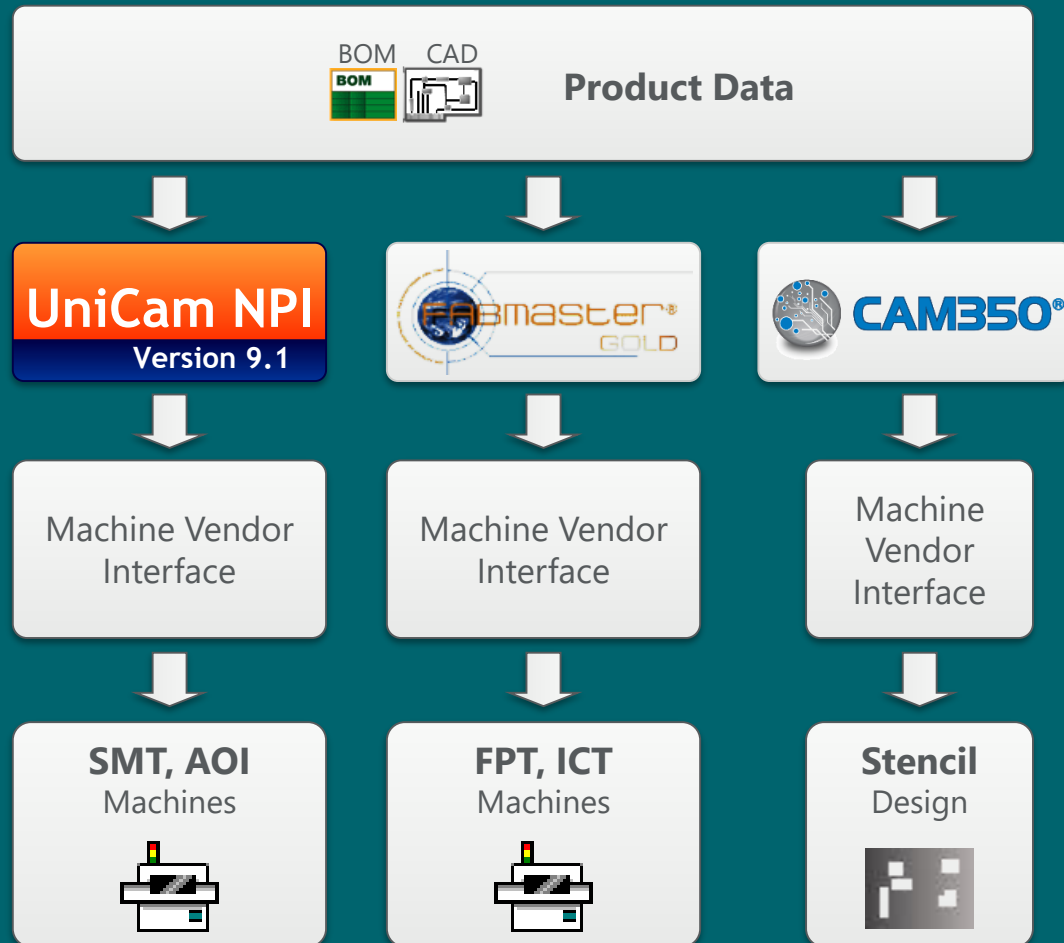 BOM CAD
BOM
Product Data
UniCam NPI
Version 9.1
FABmaster®
GOLD
CAM350®
Machine Vendor
Interface
Machine Vendor
Interface
Machine
Vendor
Interface
SMT, AOI
Machines
FPT, ICT
Machines
Stencil
Design